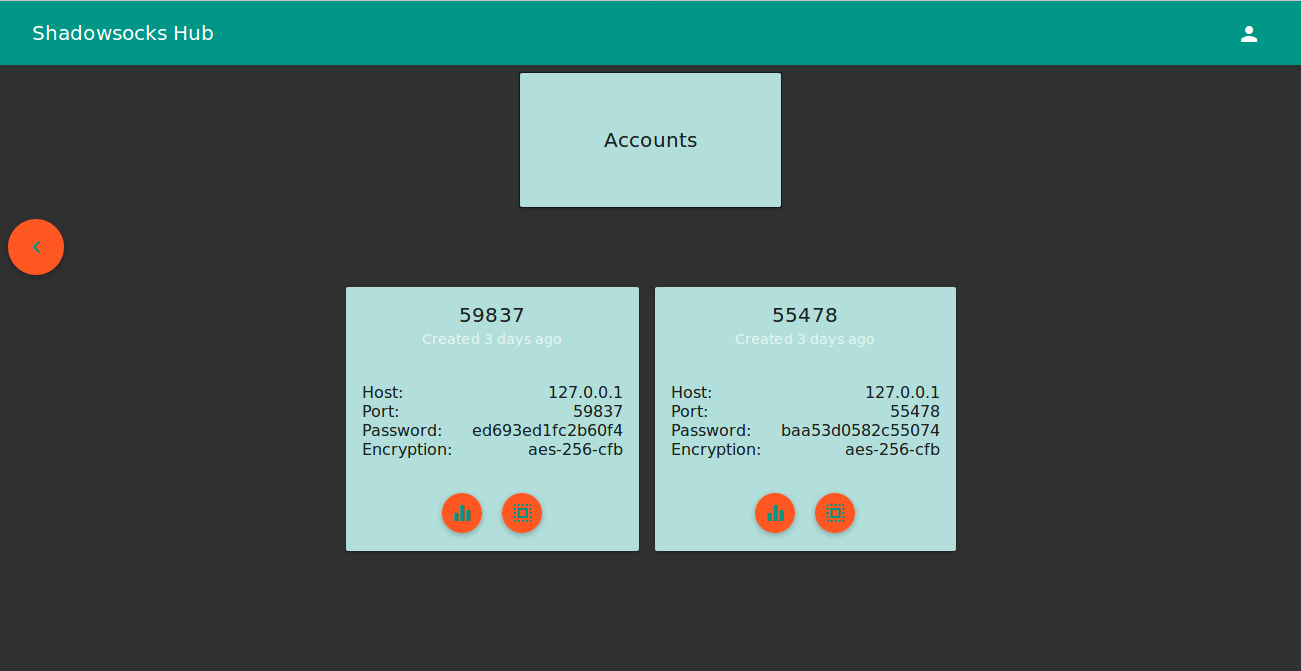 Shadowsocks Hub
Accounts
59837
Created 3 days ago
Host: 127.0.0.1
Port: 59837
Password: ed693ed1fc2b60f4
Encryption: aes-256-cfb
55478
Created 3 days ago
Host: 127.0.0.1
Port: 55478
Password: baa53d0582c55074
Encryption: aes-256-cfb